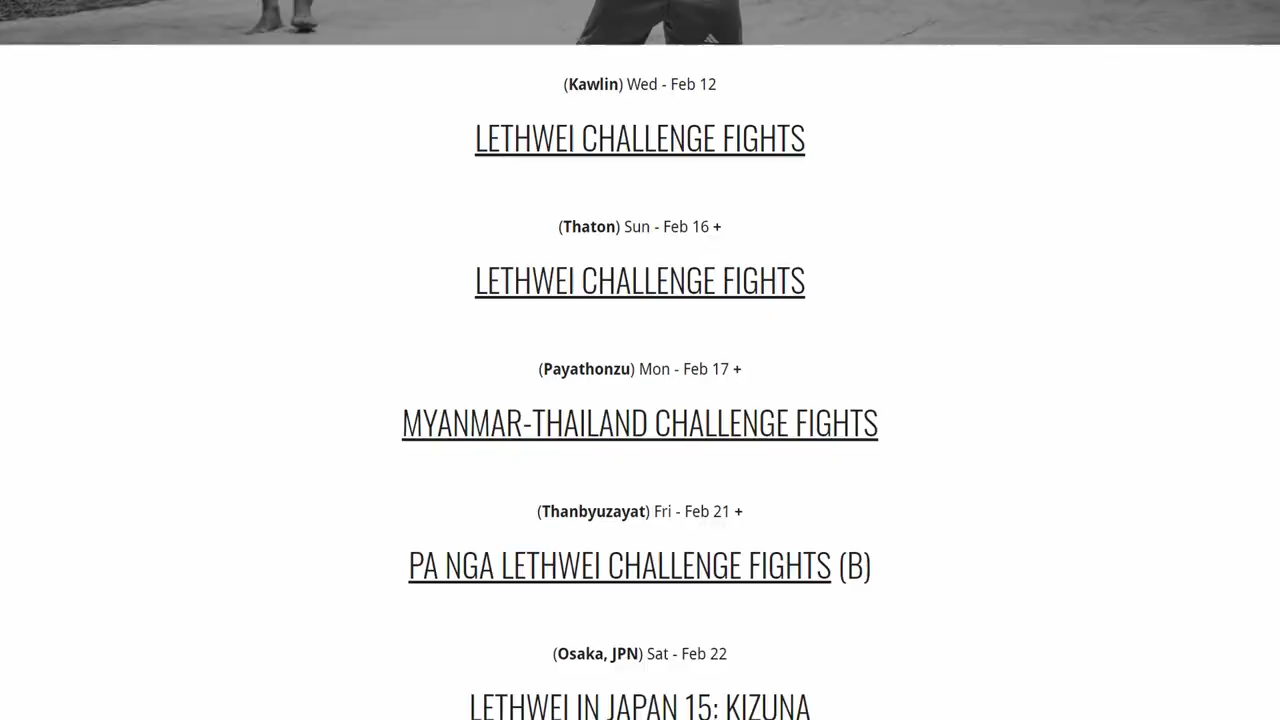 (Kawlin) Wed - Feb 12
LETHWEI CHALLENGE FIGHTS
(Thaton) Sun - Feb 16 +
LETHWEI CHALLENGE FIGHTS
(Payathonzu) Mon - Feb 17 +
MYANMAR-THAILAND CHALLENGE FIGHTS
(Thanbyuzayat) Fri - Feb 21 +
PA NGA LETHWEI CHALLENGE FIGHTS (B)
(Osaka, JPN) Sat - Feb 22
LETHWEI IN JAPAN 15: KIZUNA